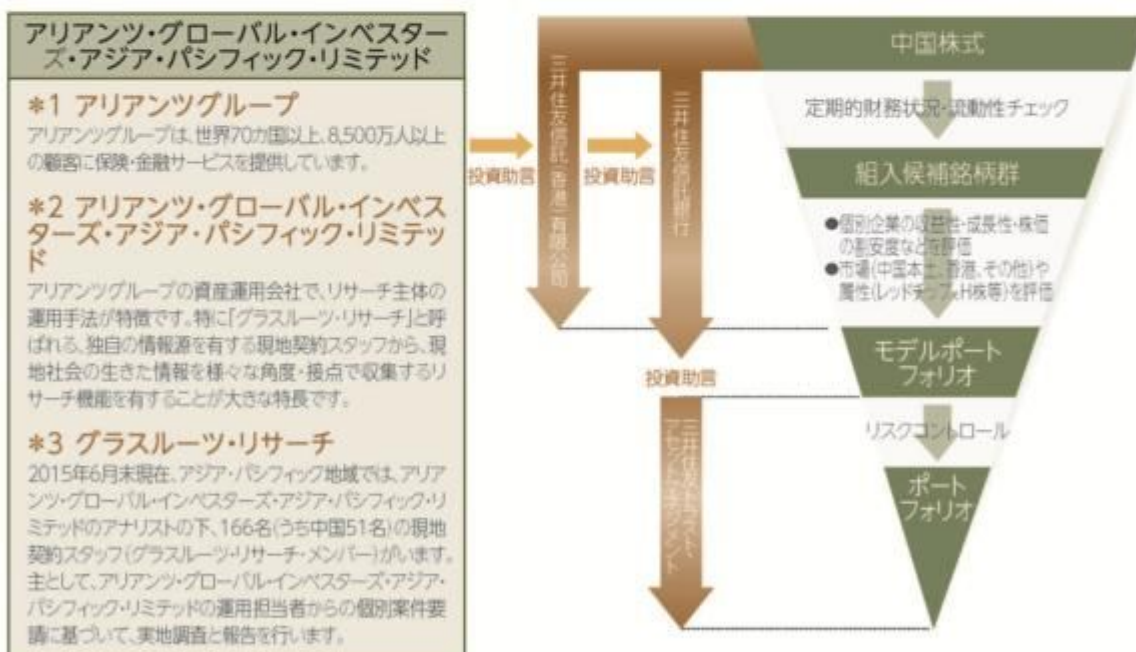 アリアンツ・グローバル・インベスター
ズ・アジア・パシフィック・リミテッド
*1 アリアンツグループ
アリアンツグループは、世界70カ国以上、8,500万人以上
の顧客に保険・金融サービスを提供しています。
*2 アリアンツ・グローバル・インベス
ターズ・アジア・パシフィック・リミテッ
ド
アリアンツグループの資産運用会社で、リサーチ主体の
運用手法が特徴です。特に「グラスルーツ・リサーチ」と呼
ばれる、独自の情報源を有する現地契約スタッフから、現
地社会の生きた情報を様々な角度・接点で収集するリ
サーチ機能を有することが大きな特長です。
*3 グラスルーツ・リサーチ
2015年6月末現在、アジア・パシフィック地域では、アリア
ンツ・グローバル・インベスターズ・アジア・パシフィック・リ
ミテッドのアナリストの下、166名(うち中国51名)の現地
契約スタッフ(グラスルーツ・リサーチ・メンバー)がいます。
主として、アリアンツ・グローバル・インベスターズ・アジア・
パシフィック・リミテッドの運用担当者からの個別案件要
請に基づいて、実地調査と報告を行います。
投資助言
三井住友信託(香港)有限公司
投資助言
三井住友信託銀行
投資助言
三井住友トラスト・
アセットマネジメント
中国株式
定期的財務状況・流動性チェック
組入候補銘柄群
●個別企業の収益性・成長性・株価
の割安度などを評価
●市場(中国本土、香港、その他)や
属性(レッドチップ、H株等)を評価
モデルポート
フォリオ
リスクコントロール
ポート
フォリオ